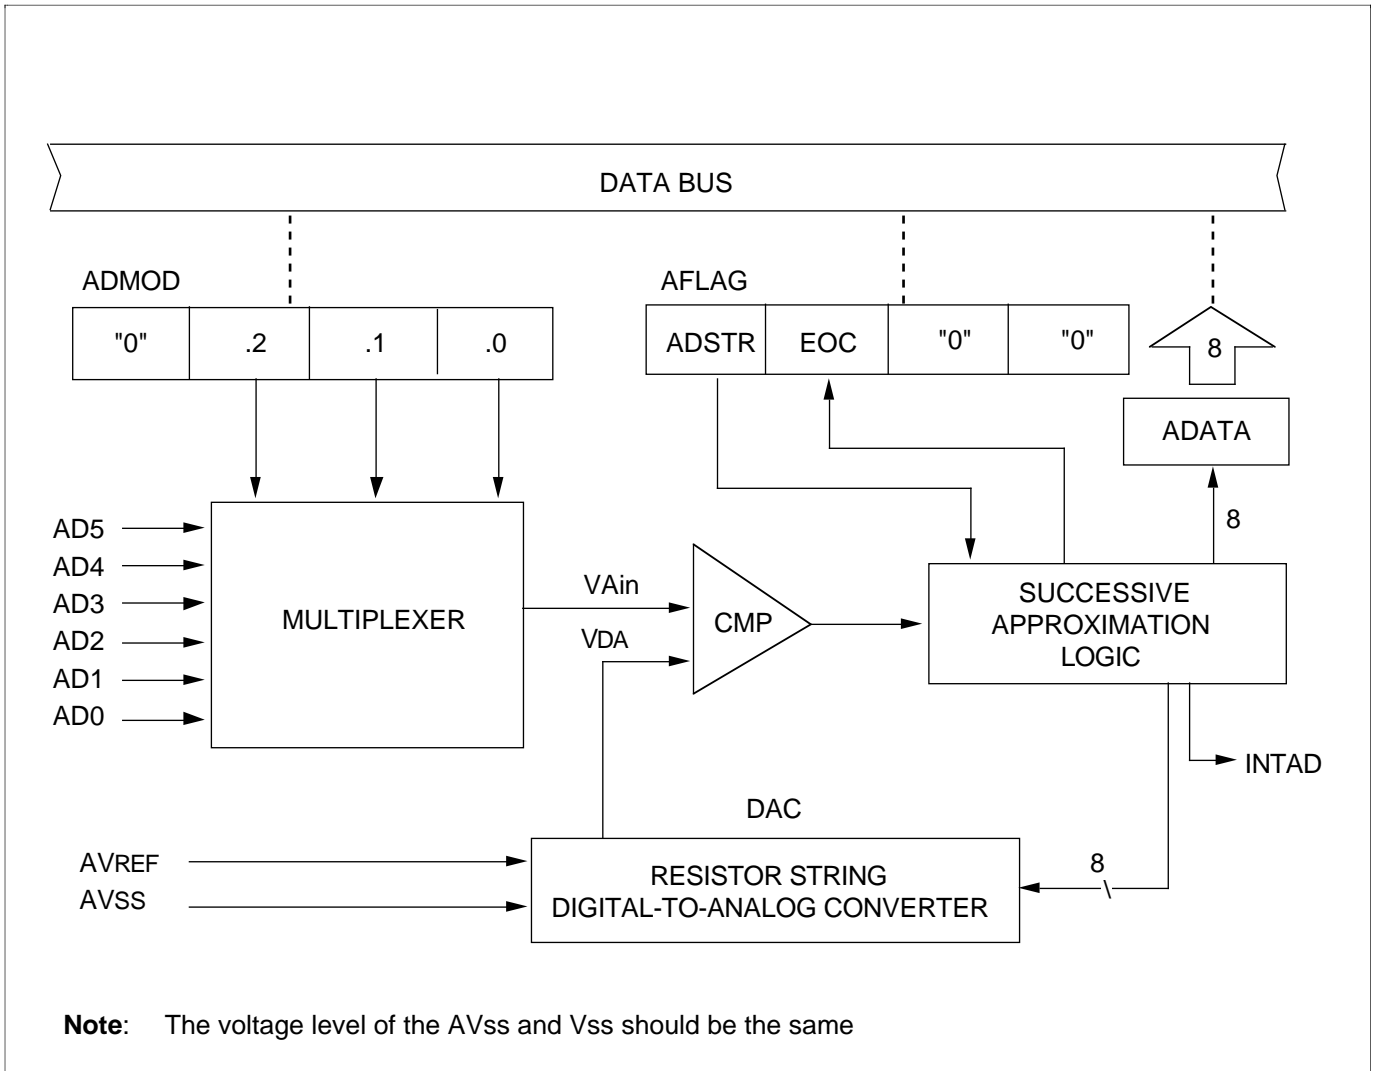 DATA BUS
ADMOD
"0" .2 .1 .0
AFLAG
ADSTR EOC "0" "0"
8
ADATA
8
AD5
AD4
AD3
AD2
AD1
AD0
MULTIPLEXER
VAin
VDA
CMP
SUCCESSIVE
APPROXIMATION
LOGIC
INTAD
DAC
AVREF
AVSS
RESISTOR STRING
DIGITAL-TO-ANALOG CONVERTER
8
Note: The voltage level of the AVss and Vss should be the same